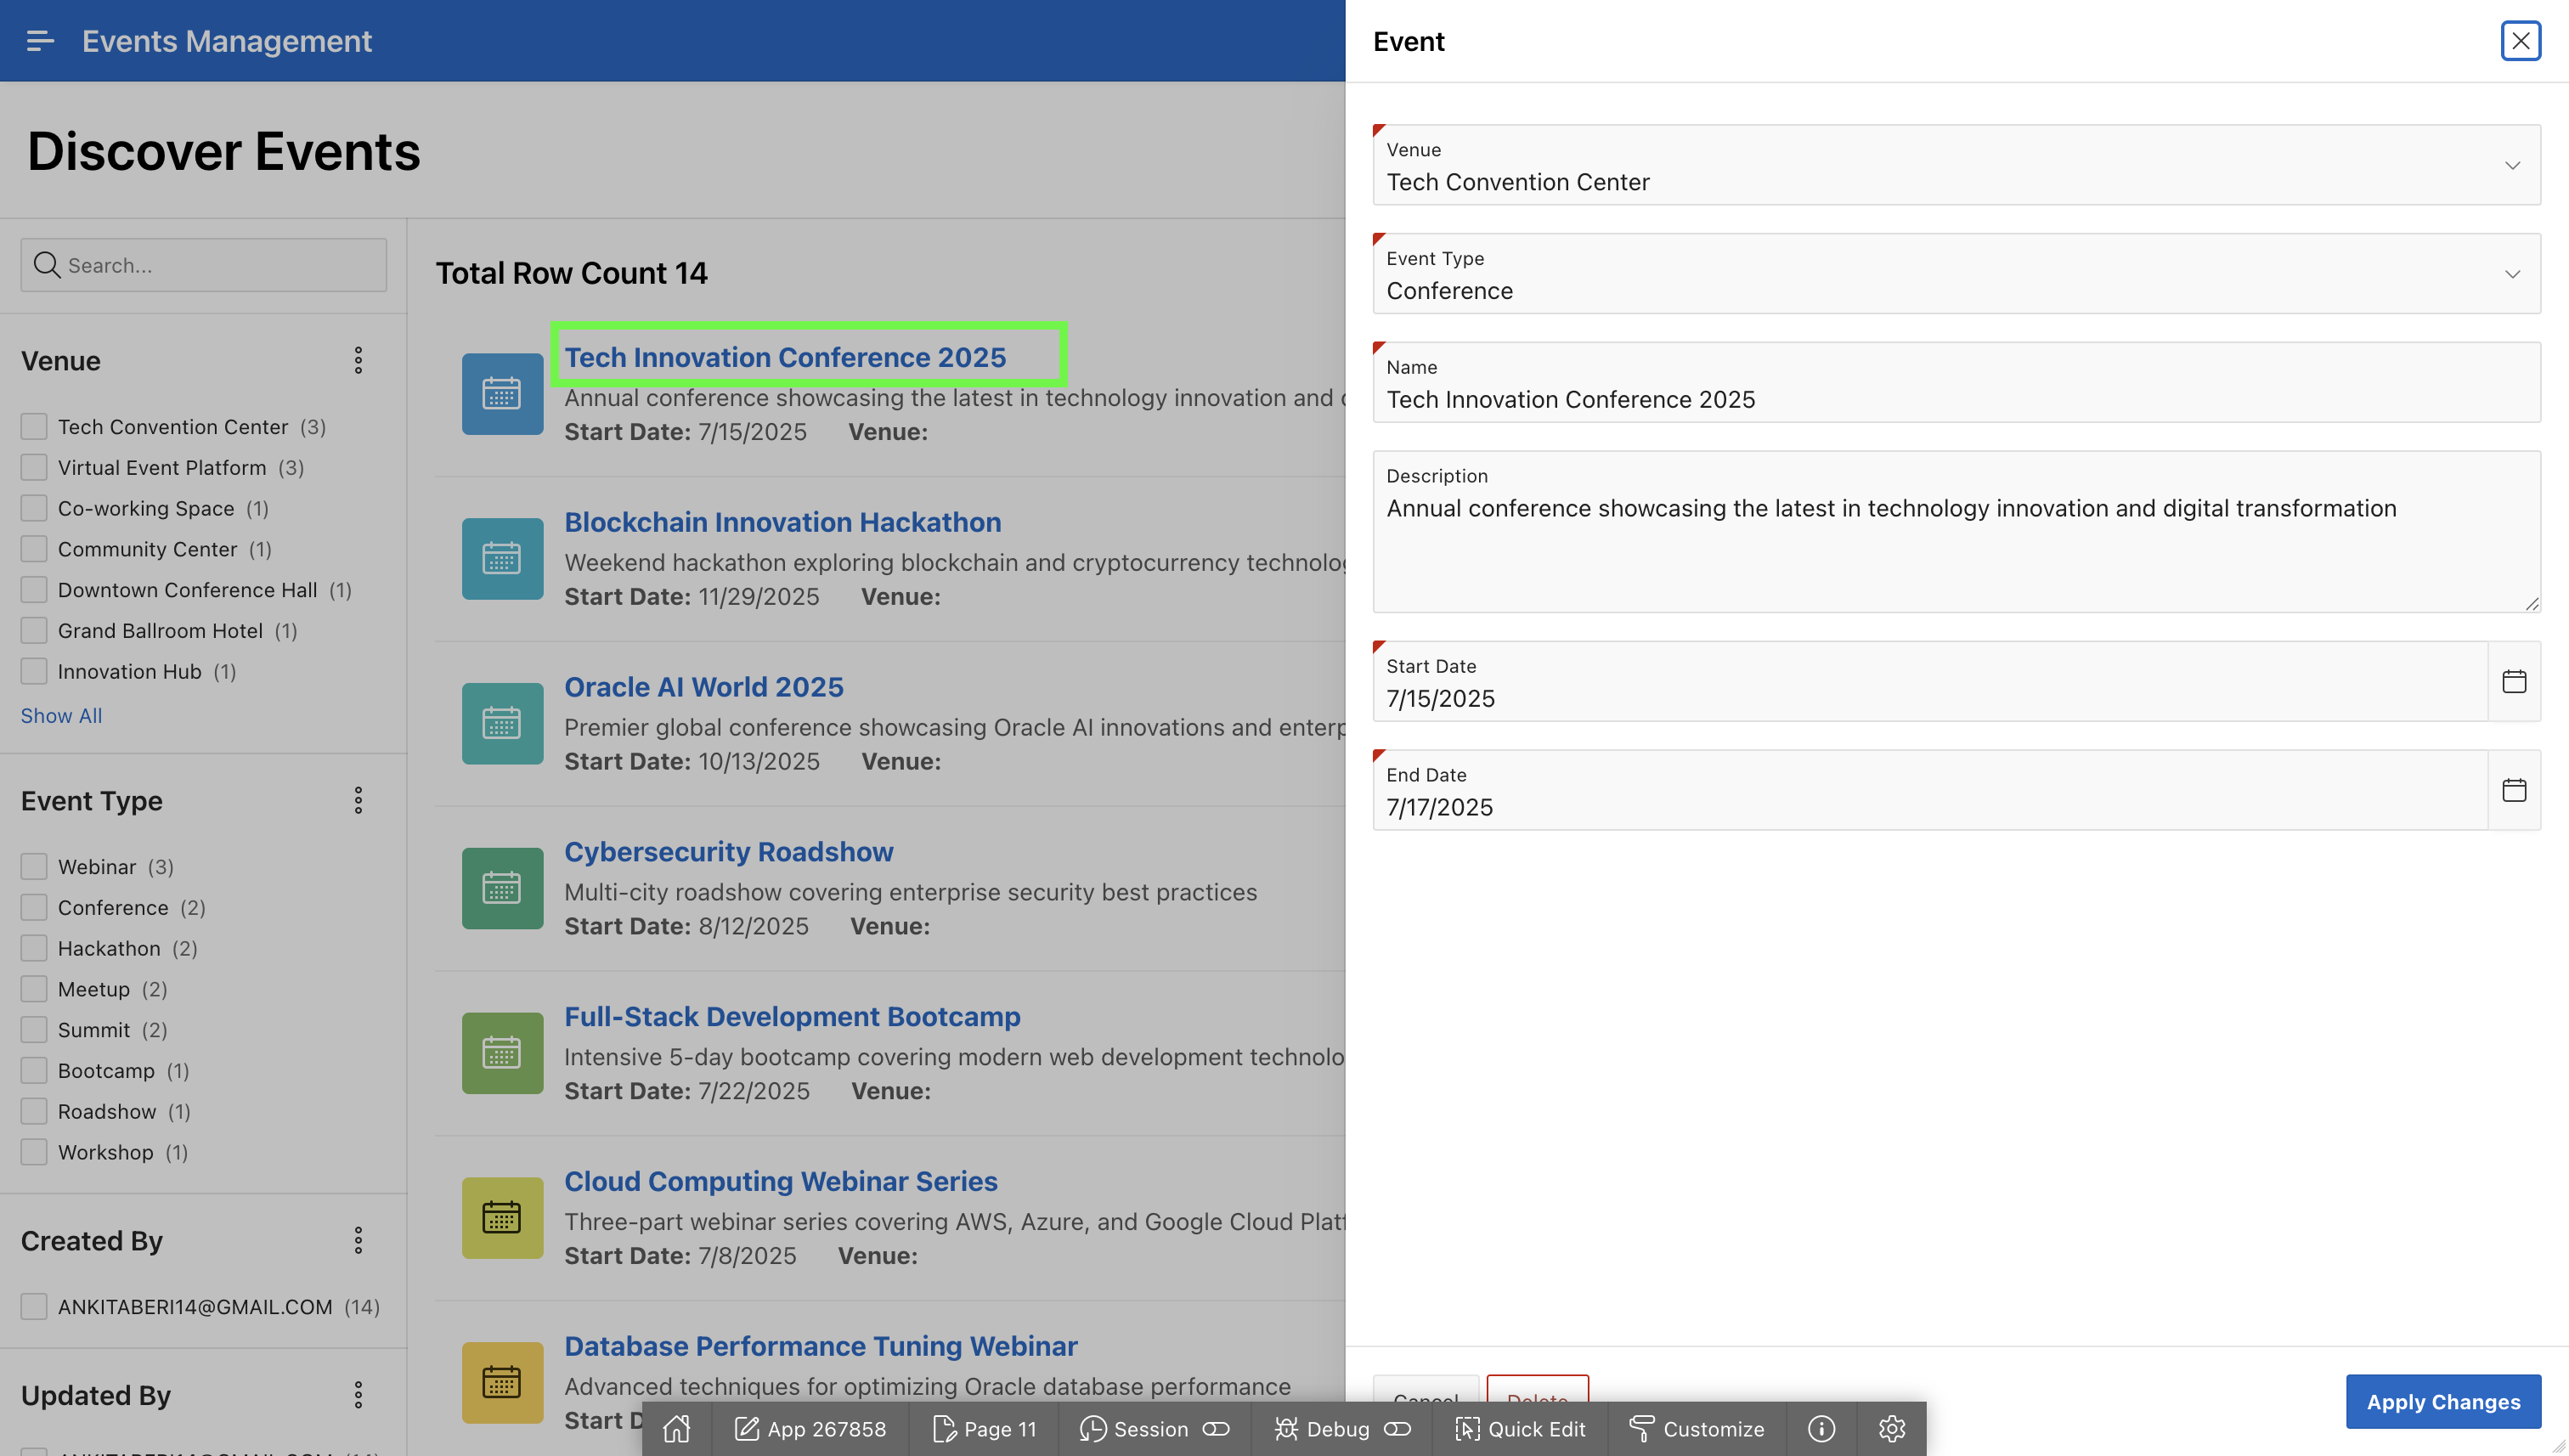 Events Management
Discover Events
Search...
Venue
Tech Convention Center (3)
Virtual Event Platform (3)
Co-working Space (1)
Community Center (1)
Downtown Conference Hall (1)
Grand Ballroom Hotel (1)
Innovation Hub (1)
Show All
Event Type
Webinar (3)
Conference (2)
Hackathon (2)
Meetup (2)
Summit (2)
Bootcamp (1)
Roadshow (1)
Workshop (1)
Created By
ANKITABERI14@GMAIL.COM (14)
Updated By
Total Row Count 14
Tech Innovation Conference 2025
Annual conference showcasing the latest in technology innovation and
Start Date: 7/15/2025 Venue:
Blockchain Innovation Hackathon
Weekend hackathon exploring blockchain and cryptocurrency
Start Date: 11/29/2025 Venue:
Oracle AI World 2025
Premier global conference showcasing Oracle AI innovations and
Start Date: 10/13/2025 Venue:
Cybersecurity Roadshow
Multi-city roadshow covering enterprise security best practices
Start Date: 8/12/2025 Venue:
Full-Stack Development Bootcamp
Intensive 5-day bootcamp covering modern web development
Start Date: 7/22/2025 Venue:
Cloud Computing Webinar Series
Three-part webinar series covering AWS, Azure, and Google Cloud
Start Date: 7/8/2025 Venue:
Database Performance Tuning Webinar
Advanced techniques for optimizing Oracle database performance
Start D
Event
Venue
Tech Convention Center
Event Type
Conference
Name
Tech Innovation Conference 2025
Description
Annual conference showcasing the latest in technology innovation and digital transformation
Start Date
7/15/2025
End Date
7/17/2025
Cancel Delete Apply Changes
App 267858 Page 11 Session Debug Quick Edit Customize